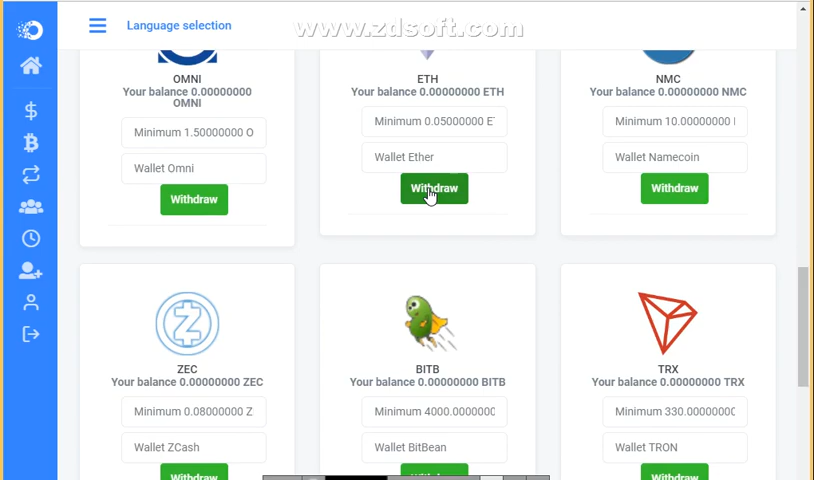 Language selection
www.zdsoft.com
OMNI
Your balance 0.00000000
OMNI
Minimum 1.50000000 O
Wallet Omni
Withdraw
ETH
Your balance 0.00000000 ETH
Minimum 0.05000000 E
Wallet Ether
Withdraw
NMC
Your balance 0.00000000 NMC
Minimum 10.00000000
Wallet Namecoin
Withdraw
ZEC
Your balance 0.00000000 ZEC
Minimum 0.08000000 Z
Wallet ZCash
Withdraw
BITB
Your balance 0.00000000 BITB
Minimum 4000.0000000
Wallet BitBean
Withdraw
TRX
Your balance 0.00000000 TRX
Minimum 330.00000000
Wallet TRON
Withdraw